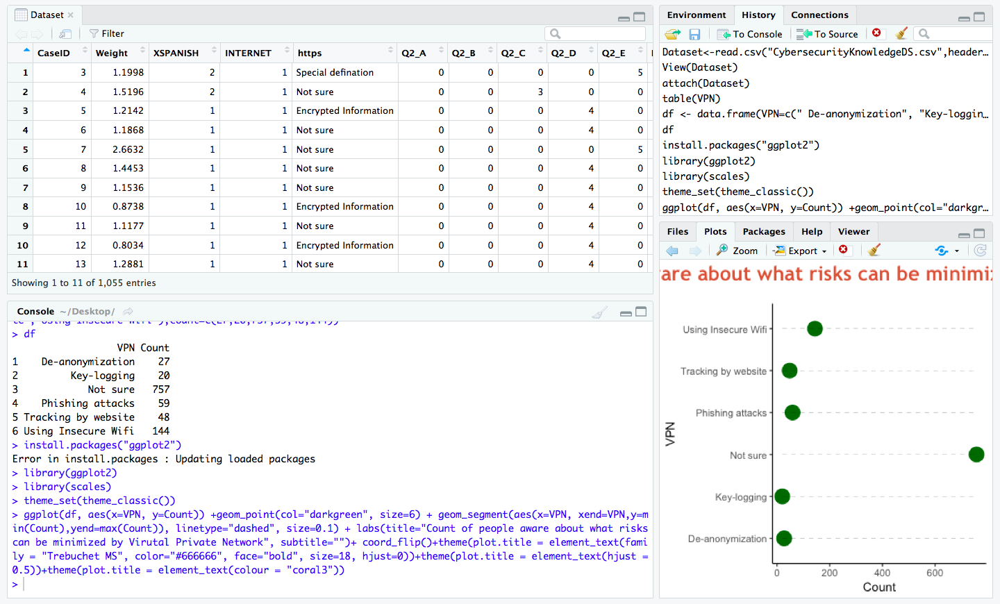 Dataset
Filter
CaseID Weight XSPANISH INTERNET https Q2_A Q2_B Q2_C Q2_D Q2_E
1 3 1.1998 2 1 Special defination 0 0 0 0 5
2 4 1.5196 2 1 Not sure 0 0 3 0 0
3 5 1.2142 1 1 Encrypted Information 0 0 0 4 0
4 6 1.1868 1 1 Not sure 0 0 0 4 0
5 7 2.6632 1 1 Not sure 0 0 0 0 5
6 8 1.4453 1 1 Not sure 0 0 0 4 0
7 9 1.1536 1 1 Not sure 0 0 0 4 0
8 10 0.8738 1 1 Encrypted Information 0 0 0 4 0
9 11 1.1177 1 1 Not sure 0 0 0 4 0
10 12 0.8034 1 1 Encrypted Information 0 0 0 4 0
11 13 1.2881 1 1 Not sure 0 0 0 4 0
Showing 1 to 11 of 1,055 entries
Console ~/Desktop/
> df
VPN Count
1 De-anonymization 27
2 Key-logging 20
3 Not sure 757
4 Phishing attacks 59
5 Tracking by website 48
6 Using Insecure Wifi 144
> install.packages("ggplot2")
Error in install.packages : Updating loaded packages
> library(ggplot2)
> library(scales)
> theme_set(theme_classic())
> ggplot(df, aes(x=VPN, y=Count)) +geom_point(col="darkgreen", size=6) + geom_segment(aes(x=VPN, xend=VPN,y=m
in(Count),yend=max(Count)), linetype="dashed", size=0.1) + labs(title="Count of people aware about what risks
can be minimized by Virutal Private Network", subtitle="")+ coord_flip()+theme(plot.title = element_text(fami
ly = "Trebuchet MS", color="#666666", face="bold", size=18, hjust=0))+theme(plot.title = element_text(hjust =
0.5))+theme(plot.title = element_text(colour = "coral3"))
>
Environment History Connections
To Console To Source
Dataset<-read.csv("CybersecurityKnowledgeDS.csv",header…
View(Dataset)
attach(Dataset)
table(VPN)
df <- data.frame(VPN=c(" De-anonymization", "Key-loggin…
df
install.packages("ggplot2")
library(ggplot2)
library(scales)
theme_set(theme_classic())
ggplot(df, aes(x=VPN, y=Count)) +geom_point(col="darkgr…
Files Plots Packages Help Viewer
Zoom Export
are about what risks can be minimi
Using Insecure Wifi
Tracking by website
Phishing attacks
VPN
Not sure
Key-logging
De-anonymization
0 200 400 600
Count